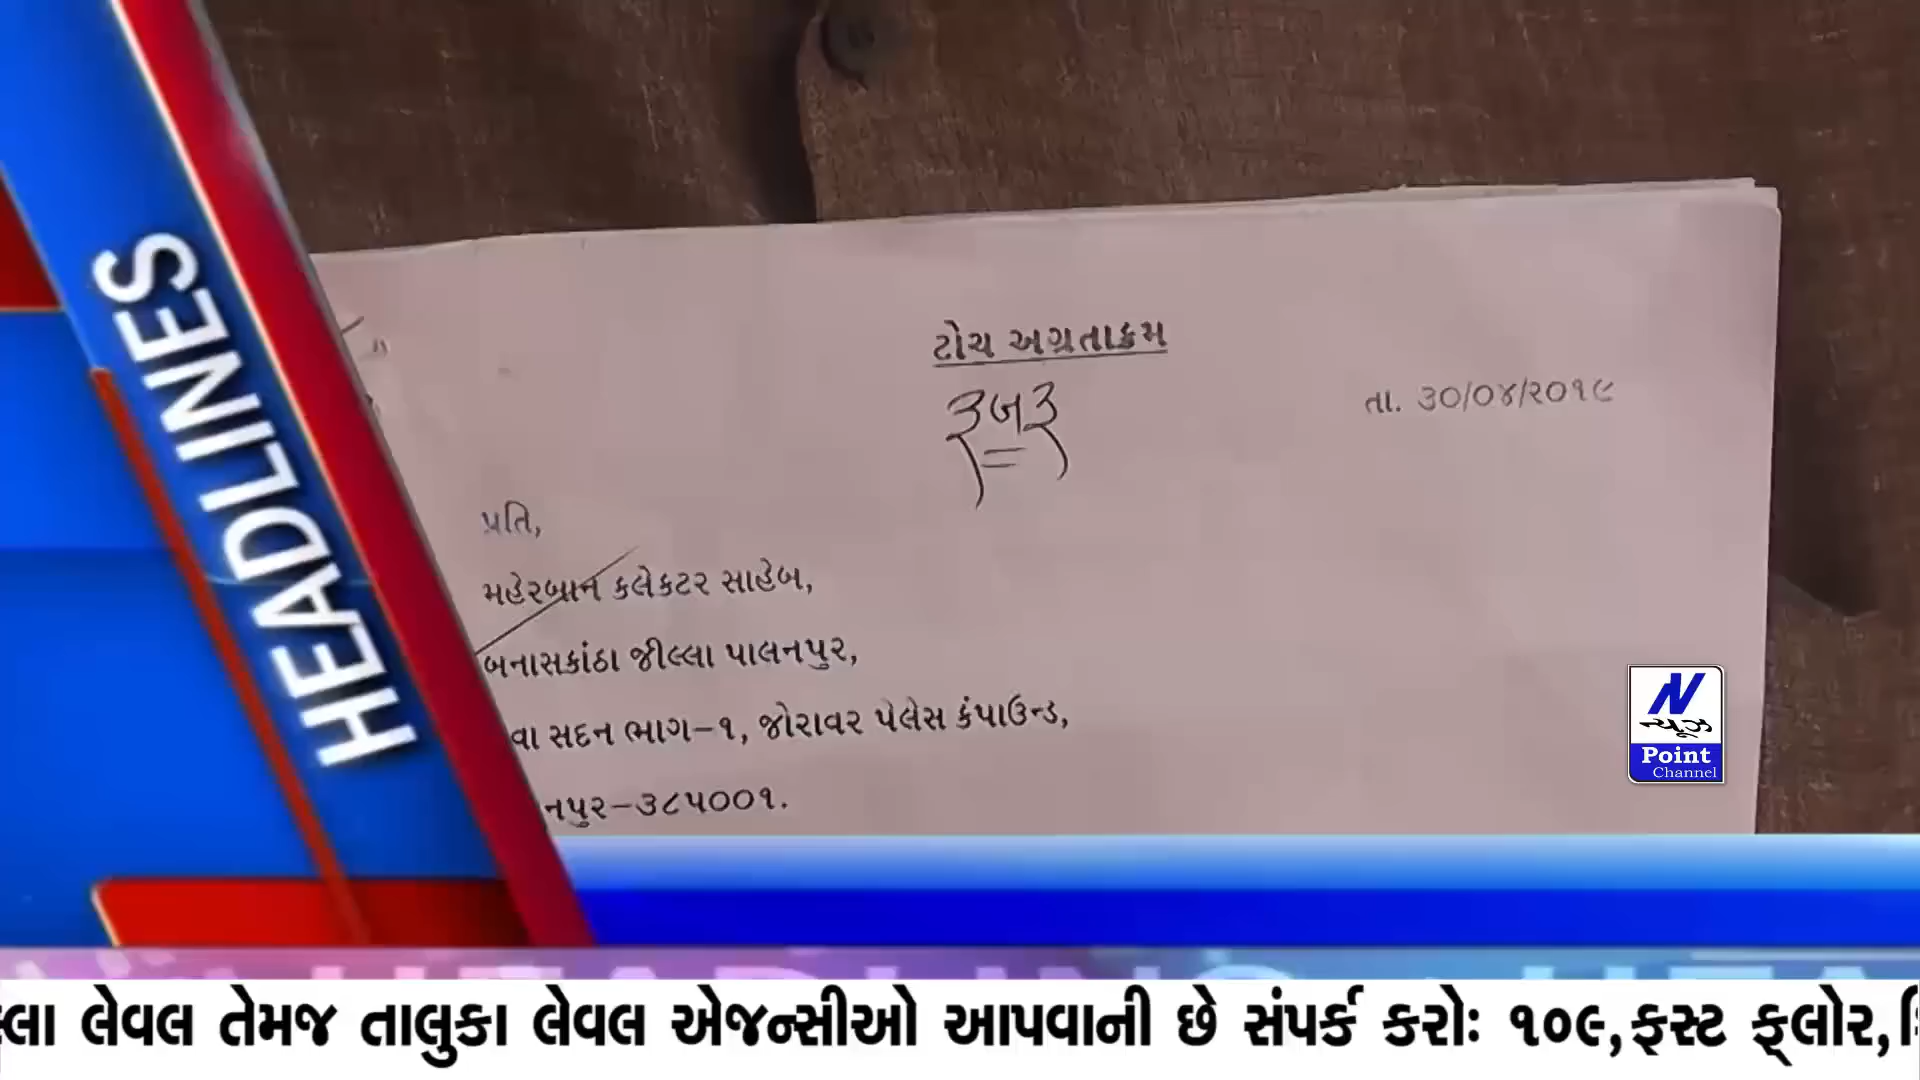 HEADLINES
ટોચ અગ્રતાક્રમ
રૂબરૂ
તા. ૩૦/૦૪/૨૦૧૯
પ્રતિ,
મહેરબાન કલેકટર સાહેબ,
બનાસકાંઠા જીલ્લા પાલનપુર,
સદન ભાગ-૧, જોરાવર પેલેસ કંપાઉન્ડ,
નપુર-૩૮૫૦૦૧.
N
ન્યૂઝ
Point
Channel
લેવલ તેમજ તાલુકા લેવલ એજન્સીઓ આપવાની છે સંપર્ક કરોઃ ૧૦૯,ફસ્ટ ફ્લોર,